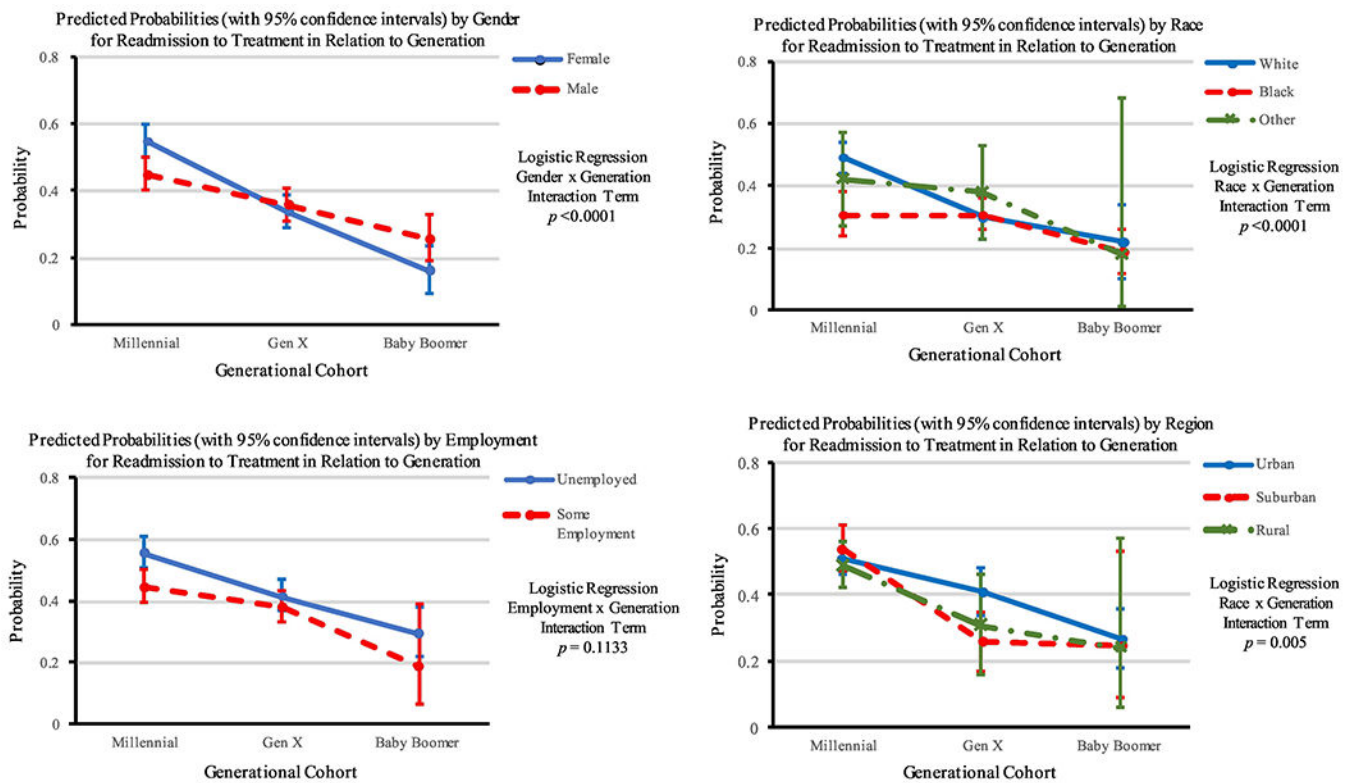 Predicted Probabilities (with 95% confidence intervals) by Gender
for Readmission to Treatment in Relation to Generation
0.8
0.6
0.4
0.2
0
Probability
Millennial
Gen X
Baby Boomer
Generational Cohort
Female
Male
Logistic Regression
Gender x Generation
Interaction Term
p <0.0001
Predicted Probabilities (with 95% confidence intervals) by Race
for Readmission to Treatment in Relation to Generation
0.8
0.6
0.4
0.2
0
Probability
Millennial
Gen X
Baby Boomer
Generational Cohort
White
Black
Other
Logistic Regression
Race x Generation
Interaction Term
p <0.0001
Predicted Probabilities (with 95% confidence intervals) by Employment
for Readmission to Treatment in Relation to Generation
0.8
0.6
0.4
0.2
0
Probability
Millennial
Gen X
Baby Boomer
Generational Cohort
Unemployed
Some
Employment
Logistic Regression
Employment x Generation
Interaction Term
p = 0.1133
Predicted Probabilities (with 95% confidence intervals) by Region
for Readmission to Treatment in Relation to Generation
0.8
0.6
0.4
0.2
0
Probability
Millennial
Gen X
Baby Boomer
Generational Cohort
Urban
Suburban
Rural
Logistic Regression
Race x Generation
Interaction Term
p = 0.005